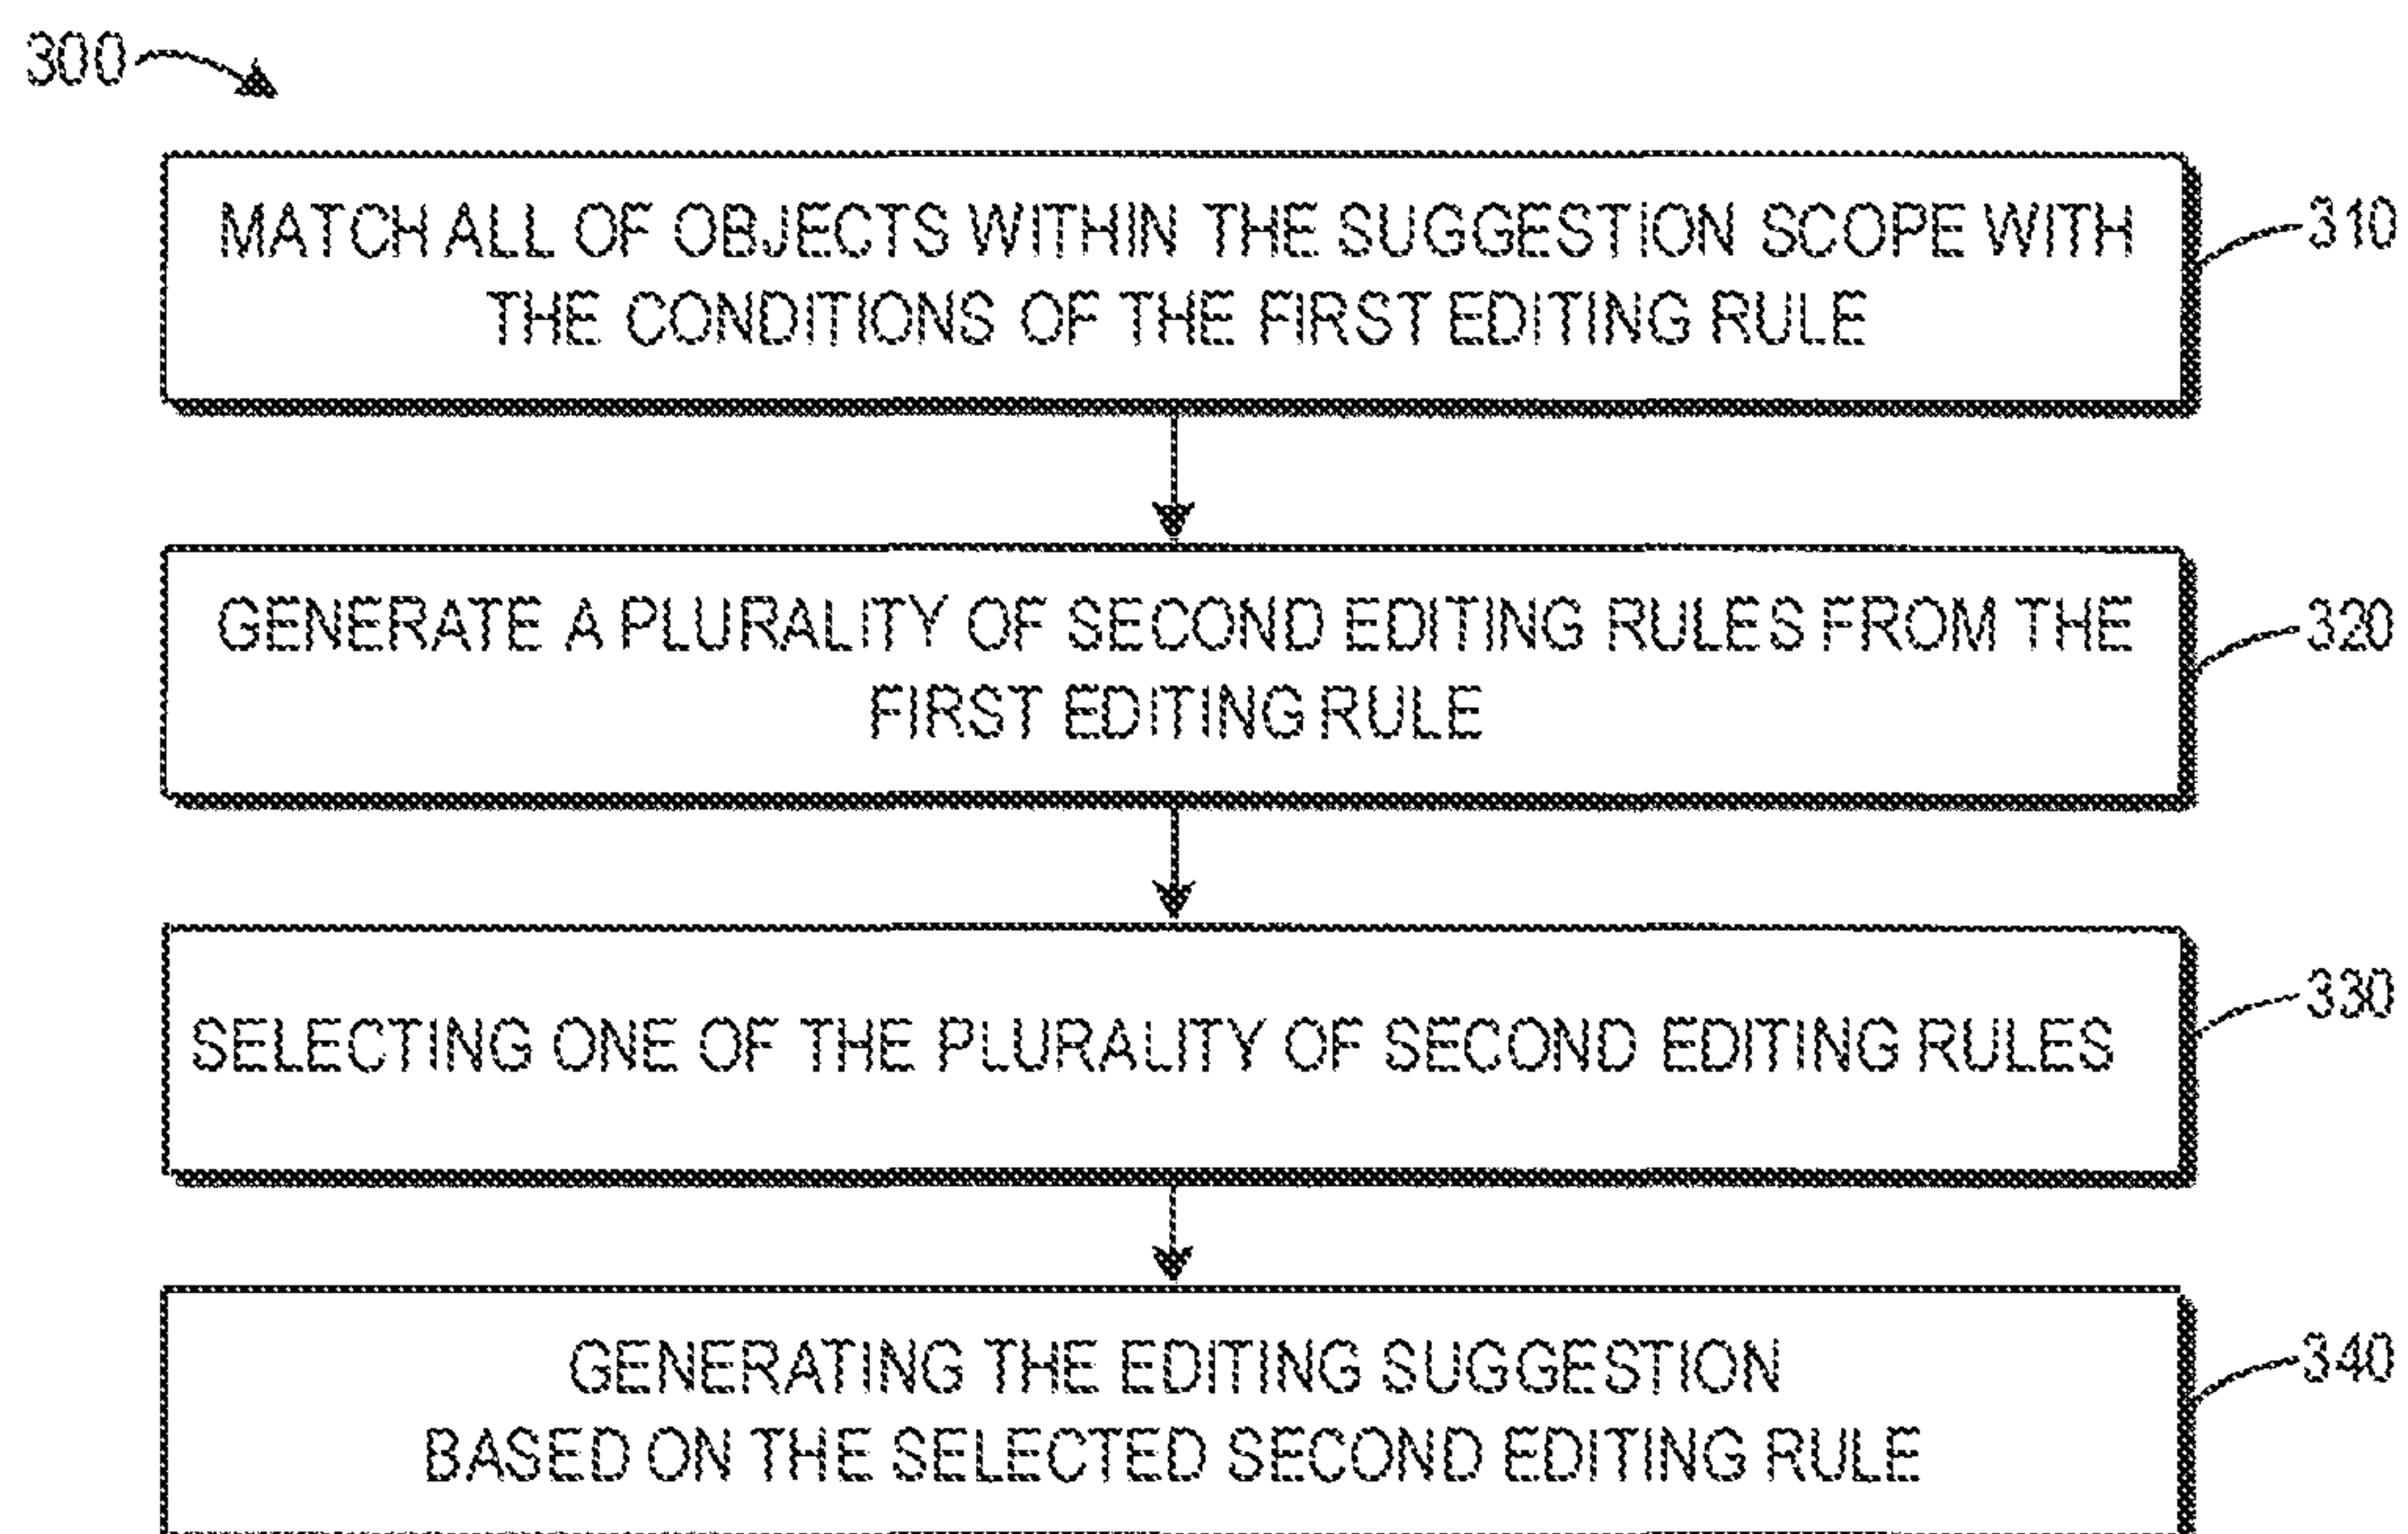 300
MATCH ALL OF OBJECTS WITHIN THE SUGGESTION SCOPE WITH
THE CONDITIONS OF THE FIRST EDITING RULE
310
GENERATE A PLURALITY OF SECOND EDITING RULES FROM THE
FIRST EDITING RULE
320
SELECTING ONE OF THE PLURALITY OF SECOND EDITING RULES
330
GENERATING THE EDITING SUGGESTION
BASED ON THE SELECTED SECOND EDITING RULE
340